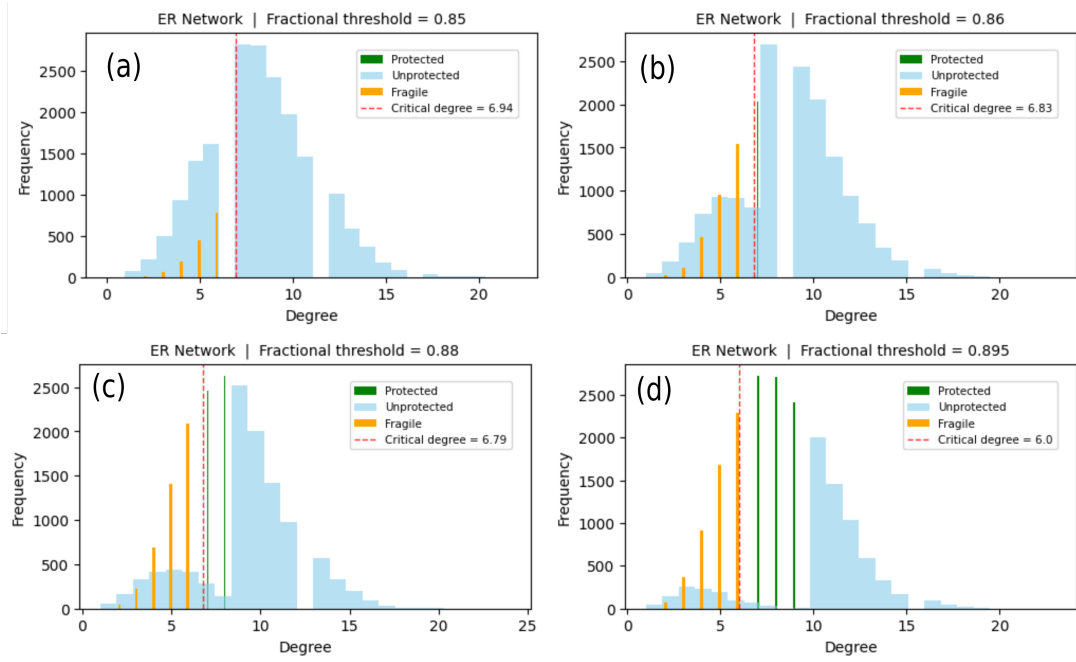 ER Network | Fractional threshold = 0.85
(a)
Protected
Unprotected
Fragile
Critical degree = 6.94
Frequency
2500
2000
1500
1000
500
0
0 5 10 15 20
Degree
ER Network | Fractional threshold = 0.86
(b)
Protected
Unprotected
Fragile
Critical degree = 6.83
Frequency
2500
2000
1500
1000
500
0
0 5 10 15 20
Degree
ER Network | Fractional threshold = 0.88
(c)
Protected
Unprotected
Fragile
Critical degree = 6.79
Frequency
2500
2000
1500
1000
500
0
0 5 10 15 20 25
Degree
ER Network | Fractional threshold = 0.895
(d)
Protected
Unprotected
Fragile
Critical degree = 6.0
Frequency
2500
2000
1500
1000
500
0
0 5 10 15 20
Degree